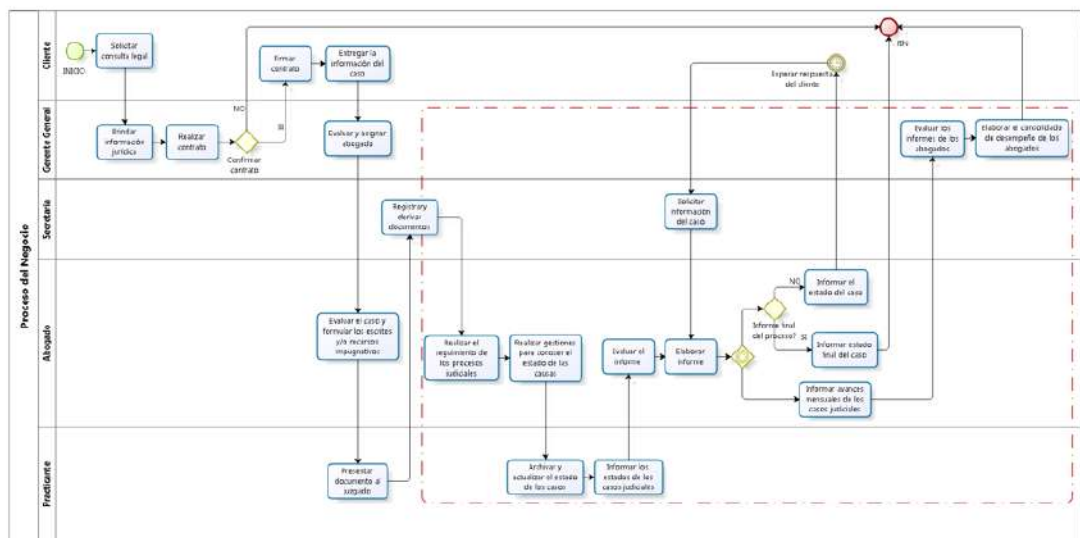 Proceso del Negocio
Cliente
INICIO
Solicitar
consulta legal
Firmar
contrato
Entregar la
información del
caso
Esperar respuesta
del cliente
FIN
Gerente General
Brindar
información
jurídica
Realizar
contrato
NO
SI
Confirmar
contrato
Evaluar y asignar
abogado
Evaluar los
informes de los
abogados
Elaborar el consolidado
de desempeño de los
abogados
Secretaria
Registrar y
derivar
documentos
Solicitar
información
del caso
Abogado
Evaluar el caso y
formular los escritos
y/o recursos
impugnativos
Realizar el
seguimiento de
los procesos
judiciales
Realizar gestiones
para conocer el
estado de las
causas
Evaluar el
informe
Elaborar
informe
Informe final
del proceso?
NO
Informar el
estado del caso
SI
Informar estado
final del caso
Informar avances
mensuales de los
casos judiciales
Practicante
Presentar
documento al
juzgado
Archivar y
actualizar el estado
de los casos
Informar los
estados de los
casos judiciales